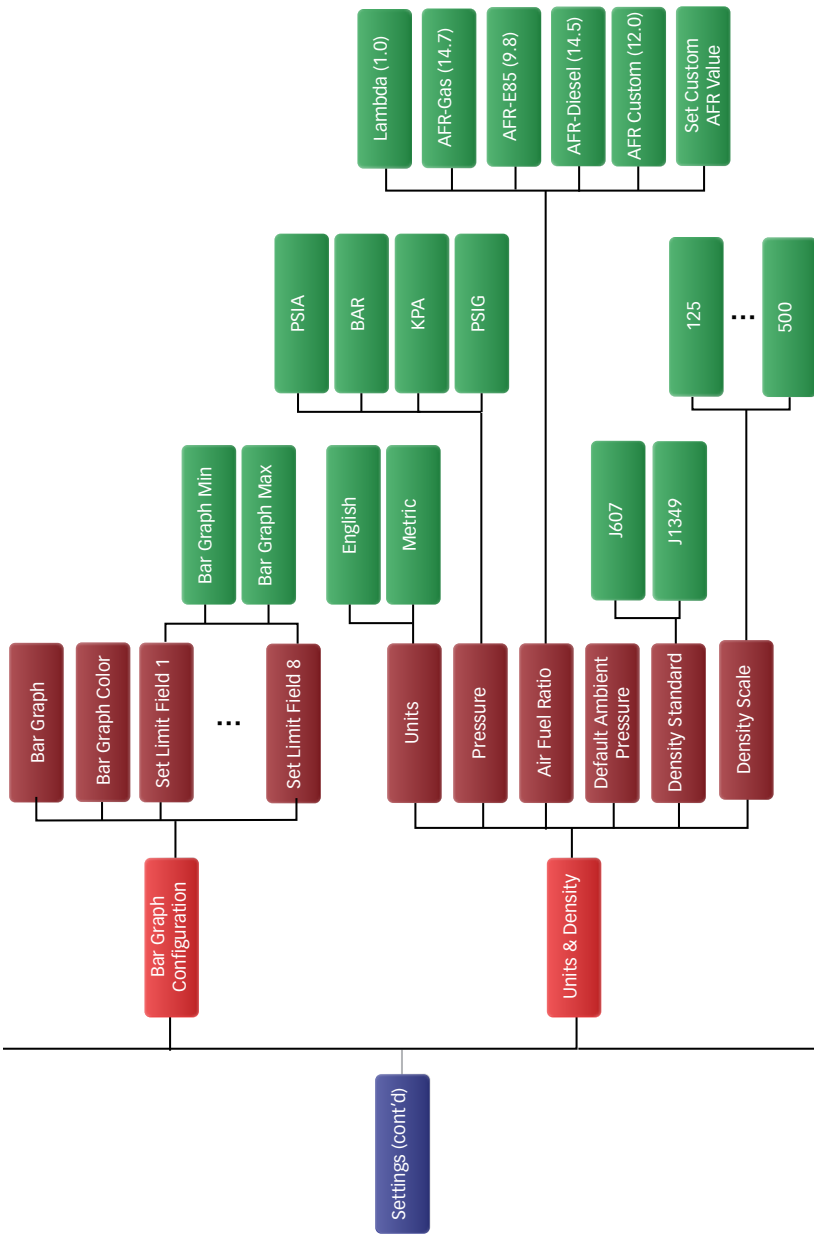 Settings (cont'd)
Bar Graph
Configuration
Bar Graph
Bar Graph Color
Set Limit Field 1
...
Set Limit Field 8
Bar Graph Min
Bar Graph Max
Units & Density
Units
English
Metric
Pressure
PSIA
BAR
KPA
PSIG
Air Fuel Ratio
Lambda (1.0)
AFR-Gas (14.7)
AFR-E85 (9.8)
AFR-Diesel (14.5)
AFR Custom (12.0)
Set Custom
AFR Value
Default Ambient
Pressure
Density Standard
J607
J1349
Density Scale
125
...
500